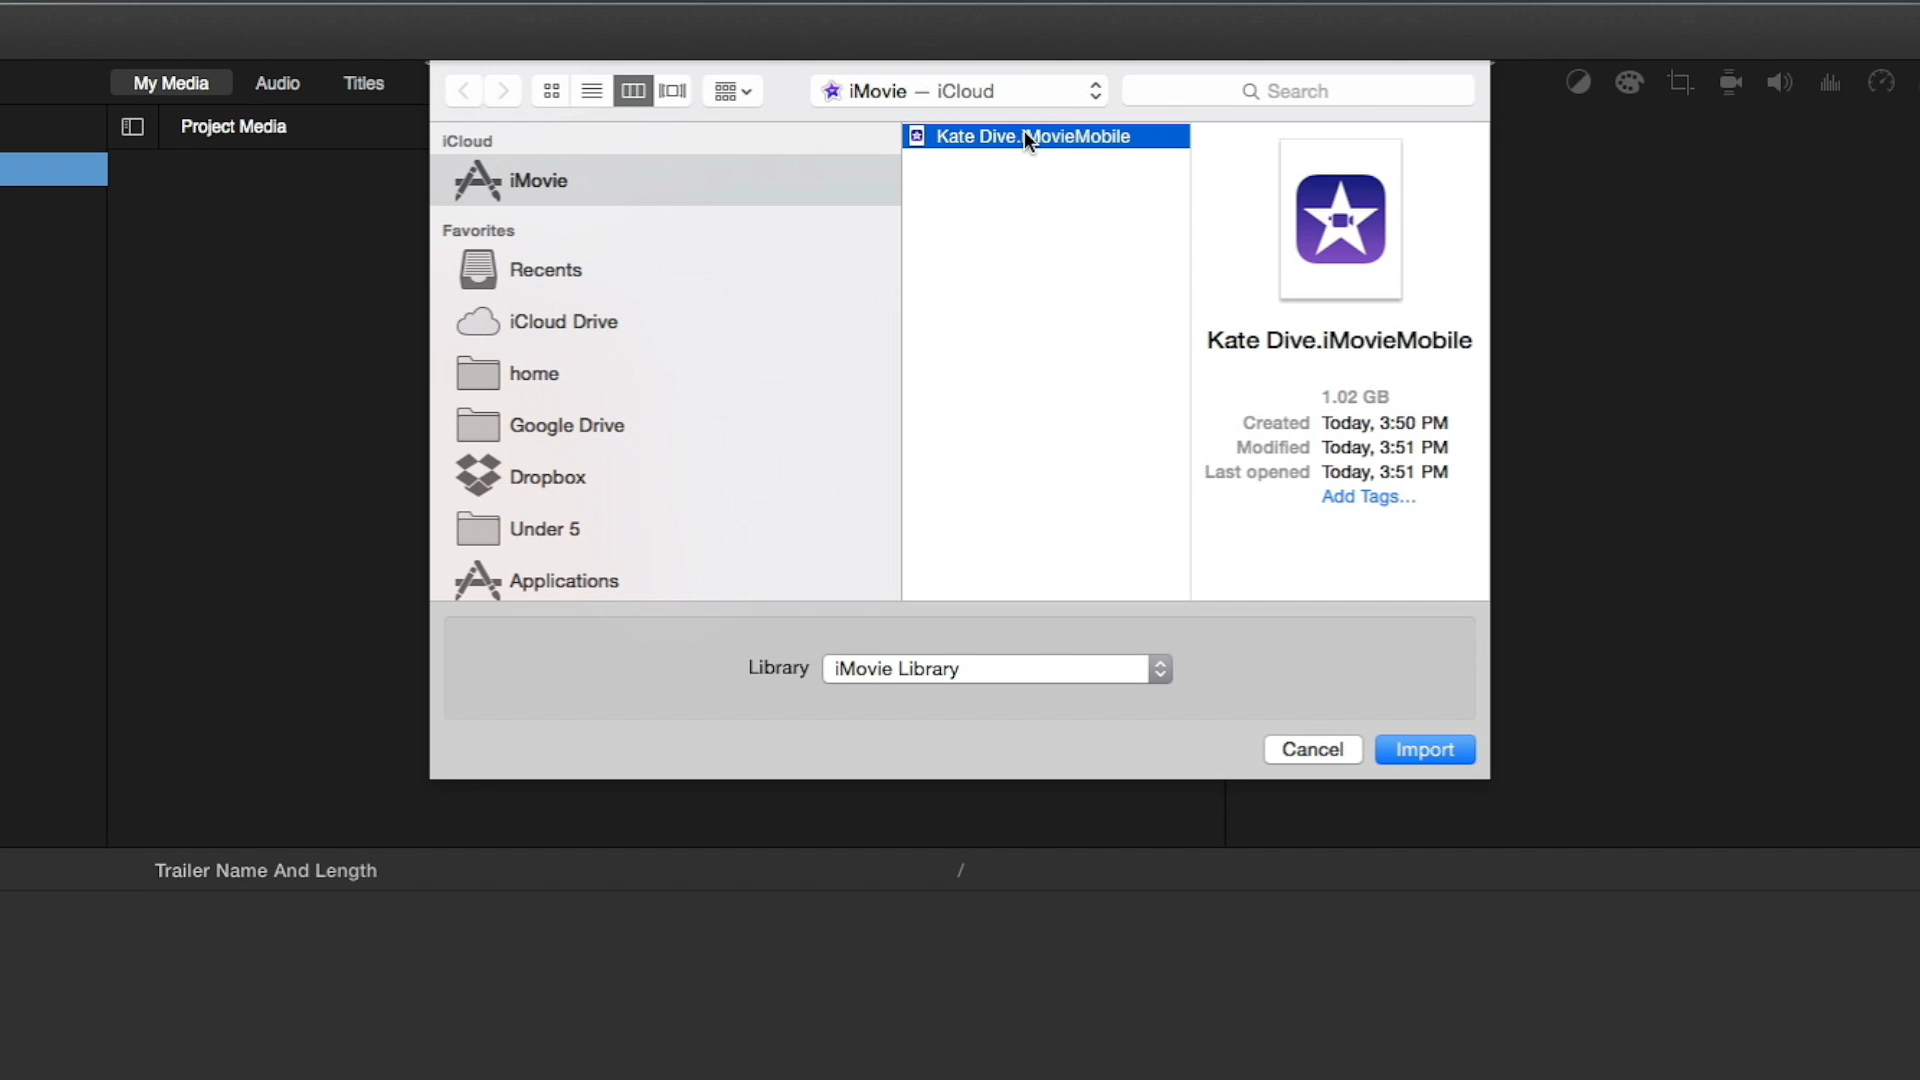 My Media
Audio
Titles
Project Media
iMovie — iCloud
Search
iCloud
iMovie
Favorites
Recents
iCloud Drive
home
Google Drive
Dropbox
Under 5
Applications
Kate Dive.iMovieMobile
Kate Dive.iMovieMobile
1.02 GB
Created Today, 3:50 PM
Modified Today, 3:51 PM
Last opened Today, 3:51 PM
Add Tags...
Library iMovie Library
Cancel Import
Trailer Name And Length /